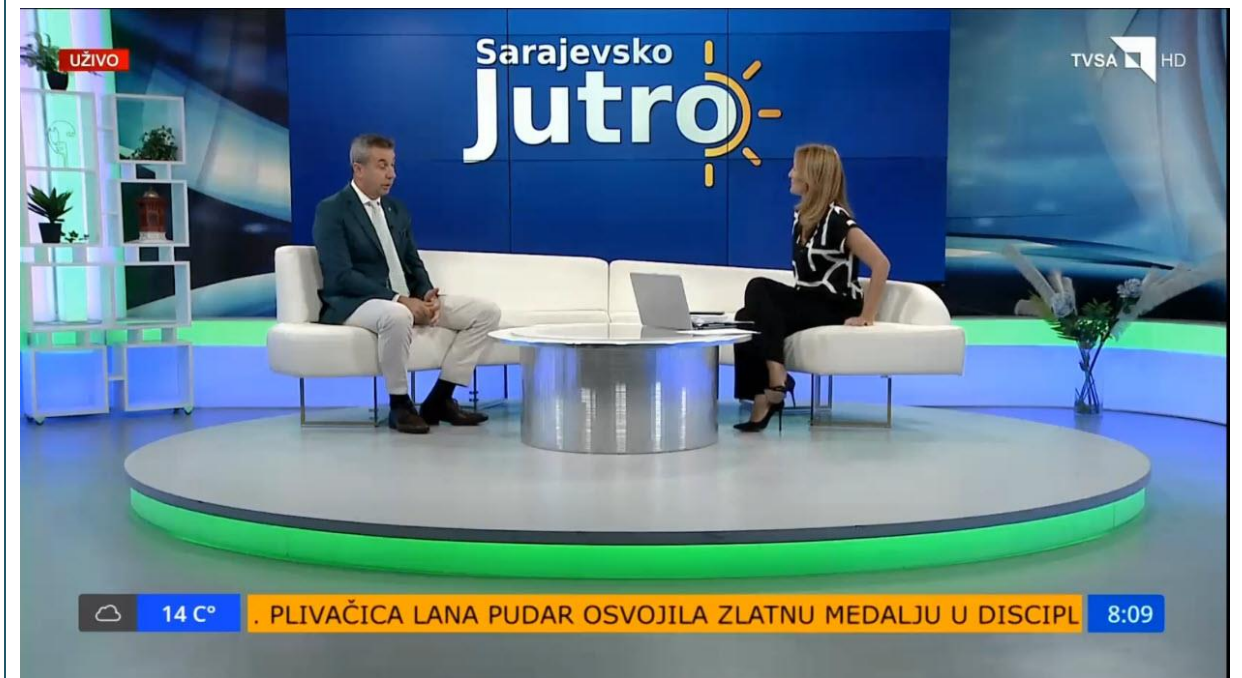 UŽIVO
Sarajevsko
Jutro
TVSA HD
14 C°
. PLIVAČICA LANA PUDAR OSVOJILA ZLATNU MEDALJU U DISCIPL
8:09